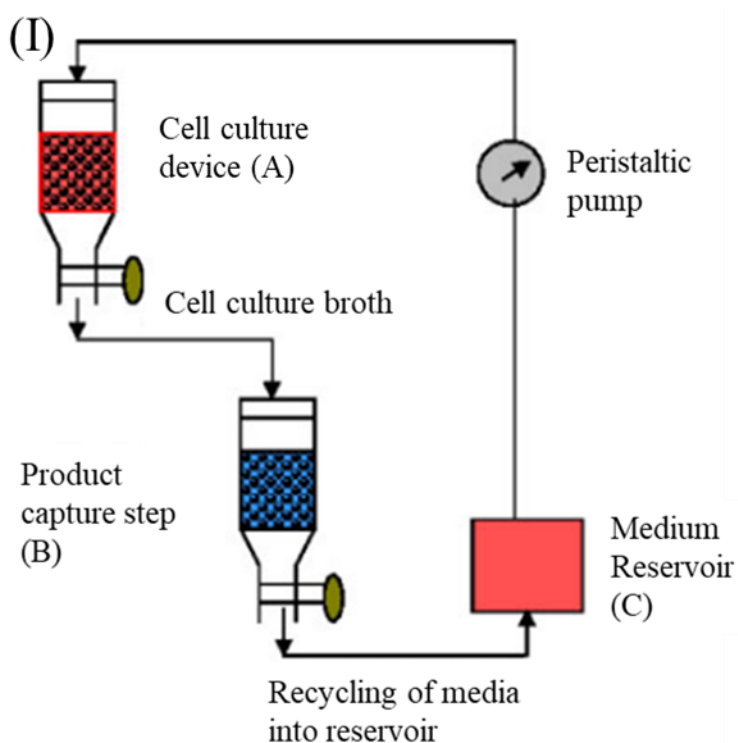 (I)
Cell culture
device (A)
Peristaltic
pump
Cell culture broth
Product
capture step
(B)
Medium
Reservoir
(C)
Recycling of media
into reservoir